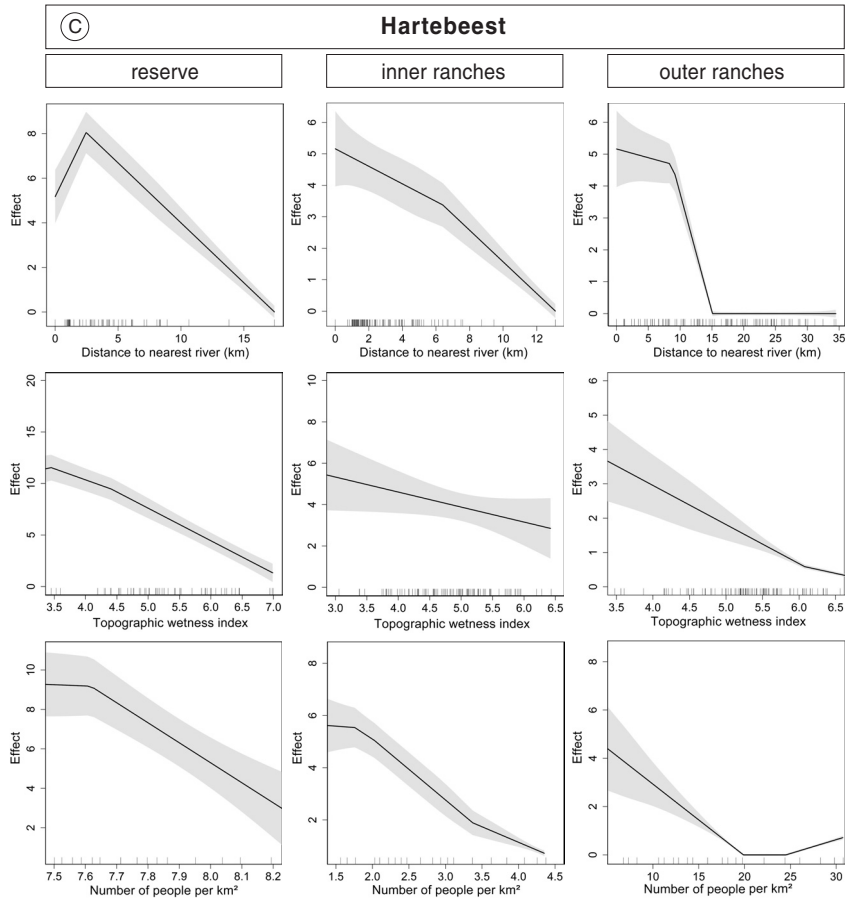 C Hartebeest
reserve inner ranches outer ranches
Effect 0 2 4 6 8
0 5 10 15
Distance to nearest river (km)
Effect 0 1 2 3 4 5 6
0 2 4 6 8 10 12
Distance to nearest river (km)
Effect 0 1 2 3 4 5 6
0 5 10 15 20 25 30 35
Distance to nearest river (km)
Effect 0 5 10 15 20
3.5 4.0 4.5 5.0 5.5 6.0 6.5 7.0
Topographic wetness index
Effect 0 2 4 6 8 10
3.0 3.5 4.0 4.5 5.0 5.5 6.0 6.5
Topographic wetness index
Effect 0 1 2 3 4 5 6
3.5 4.0 4.5 5.0 5.5 6.0 6.5
Topographic wetness index
Effect 2 4 6 8 10
7.5 7.6 7.7 7.8 7.9 8.0 8.1 8.2
Number of people per km²
Effect 2 4 6 8
1.5 2.0 2.5 3.0 3.5 4.0 4.5
Number of people per km²
Effect 0 2 4 6 8
10 15 20 25 30
Number of people per km²